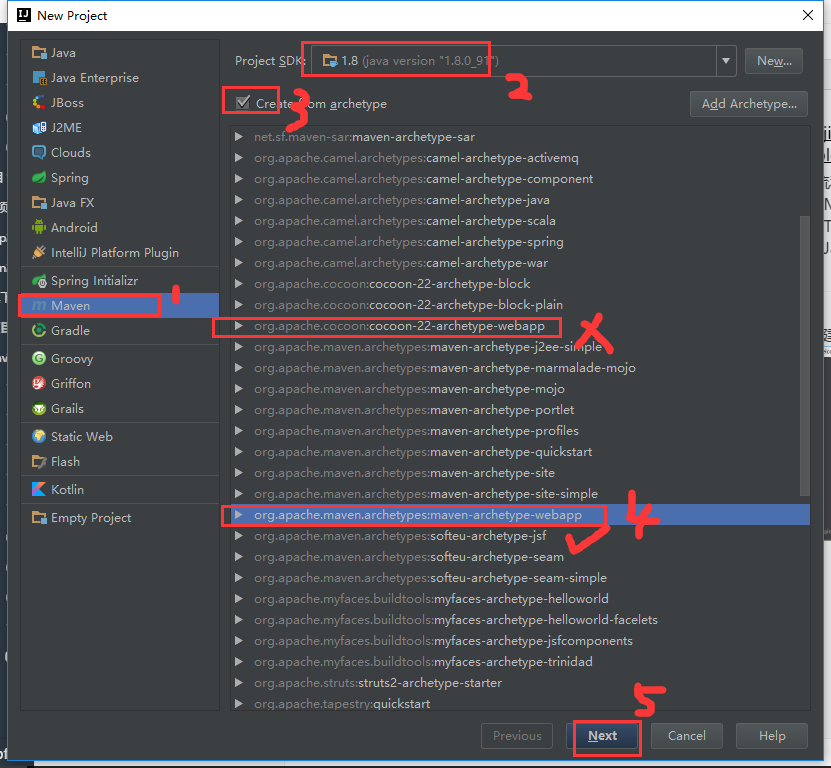 New Project
Java
Java Enterprise
JBoss
J2ME
Clouds
Spring
Java FX
Android
IntelliJ Platform Plugin
Spring Initializr
Maven
1
Gradle
Groovy
Griffon
Grails
Static Web
Flash
Kotlin
Empty Project
Project SDK:
1.8 (java version "1.8.0_91")
New...
2
Create from archetype
3
Add Archetype...
net.sf.maven-sar:maven-archetype-sar
org.apache.camel.archetypes:camel-archetype-activemq
org.apache.camel.archetypes:camel-archetype-component
org.apache.camel.archetypes:camel-archetype-java
org.apache.camel.archetypes:camel-archetype-scala
org.apache.camel.archetypes:camel-archetype-spring
org.apache.camel.archetypes:camel-archetype-war
org.apache.cocoon:cocoon-22-archetype-block
org.apache.cocoon:cocoon-22-archetype-block-plain
org.apache.cocoon:cocoon-22-archetype-webapp
org.apache.maven.archetypes:maven-archetype-j2ee-simple
org.apache.maven.archetypes:maven-archetype-marmalade-mojo
org.apache.maven.archetypes:maven-archetype-mojo
org.apache.maven.archetypes:maven-archetype-portlet
org.apache.maven.archetypes:maven-archetype-profiles
org.apache.maven.archetypes:maven-archetype-quickstart
org.apache.maven.archetypes:maven-archetype-site
org.apache.maven.archetypes:maven-archetype-site-simple
org.apache.maven.archetypes:maven-archetype-webapp
4
org.apache.maven.archetypes:softeu-archetype-jsf
org.apache.maven.archetypes:softeu-archetype-seam
org.apache.maven.archetypes:softeu-archetype-seam-simple
org.apache.myfaces.buildtools:myfaces-archetype-helloworld
org.apache.myfaces.buildtools:myfaces-archetype-helloworld-facelets
org.apache.myfaces.buildtools:myfaces-archetype-jsfcomponents
org.apache.myfaces.buildtools:myfaces-archetype-trinidad
org.apache.struts:struts2-archetype-starter
org.apache.tapestry:quickstart
5
Previous
Next
Cancel
Help